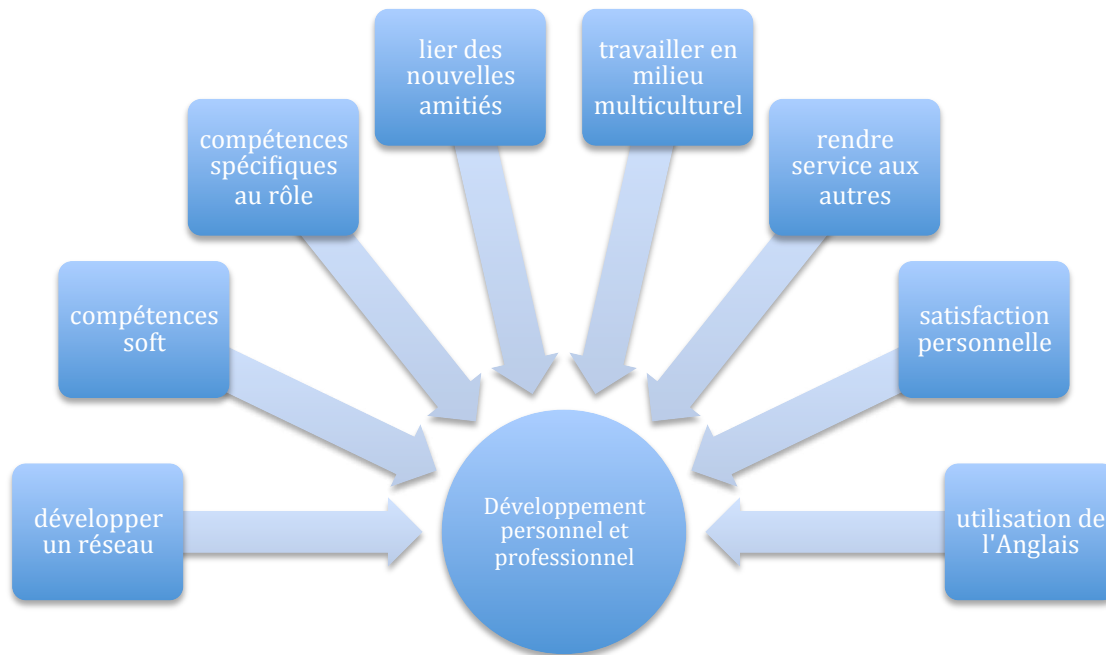 lier des
nouvelles
amitiés
travailler en
milieu
multiculturel
compétences
spécifiques
au rôle
rendre
service aux
autres
compétences
soft
satisfaction
personnelle
développer
un réseau
Développement
personnel et
professionnel
utilisation de
l'Anglais